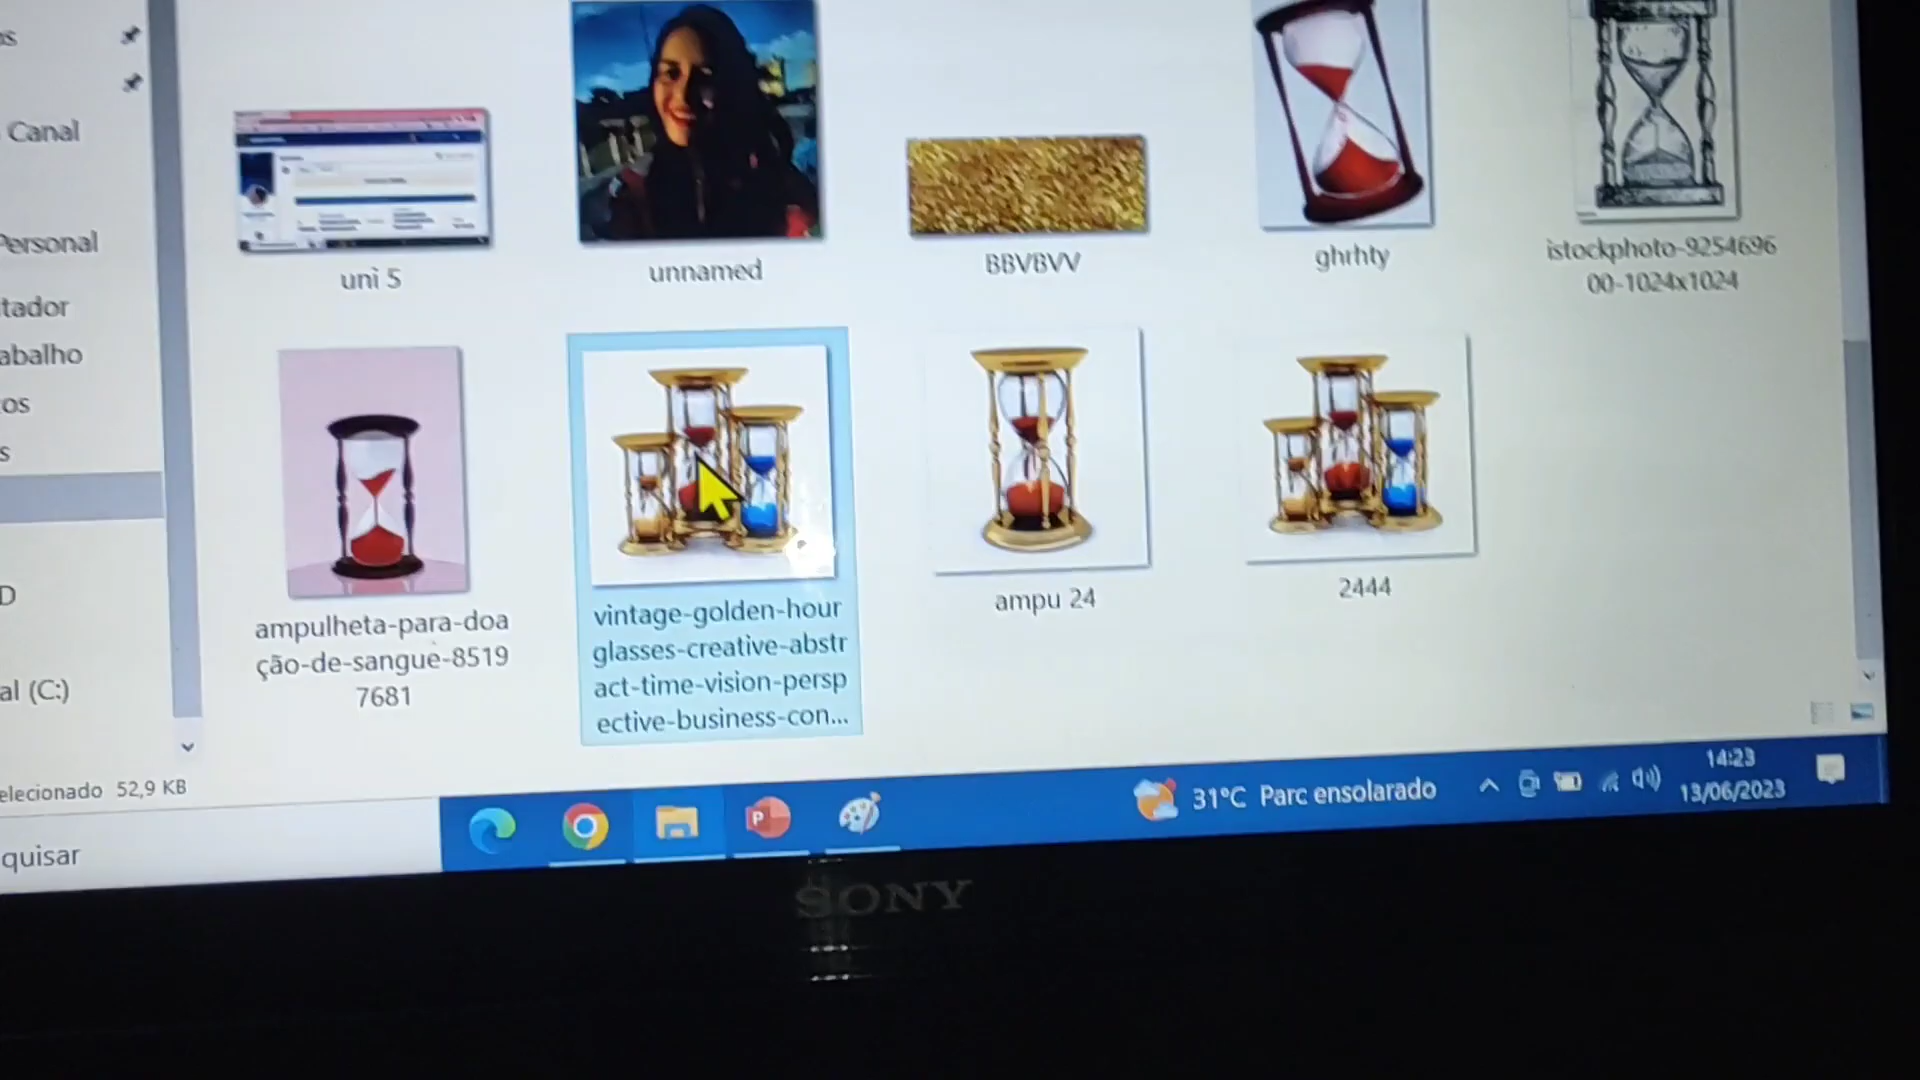 Canal
Personal
tador
abalho
os
s
D
al (C:)
elecionado 52,9 KB
quisar
uni 5
unnamed
BBVBVV
ghrhty
istockphoto-9254696
00-1024x1024
ampulheta-para-doa
ção-de-sangue-8519
7681
vintage-golden-hour
glasses-creative-abstr
act-time-vision-persp
ective-business-con...
ampu 24
2444
31°C Parc ensolarado
14:23
13/06/2023
SONY